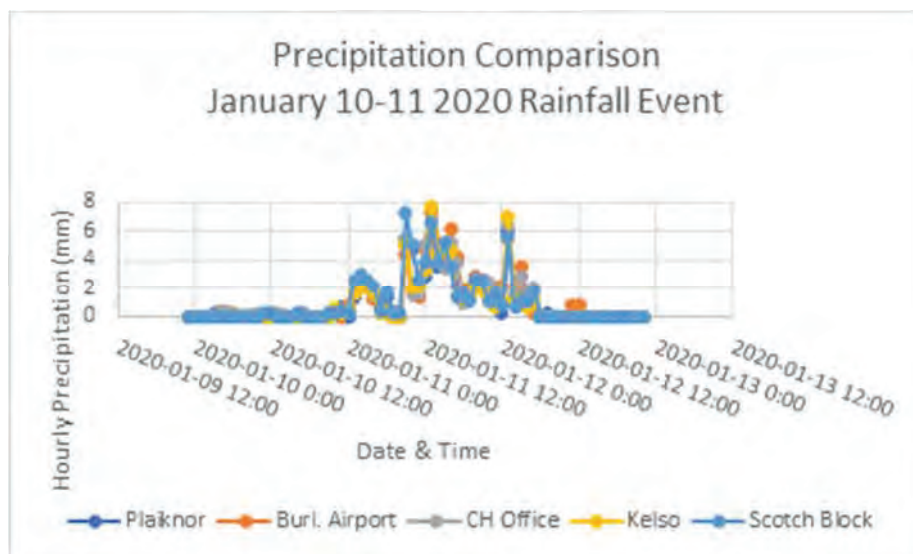 Precipitation Comparison
January 10-11 2020 Rainfall Event
Hourly Precipitation (mm)
8
6
4
2
0
2020-01-09 12:00
2020-01-10 0:00
2020-01-10 12:00
2020-01-11 0:00
2020-01-11 12:00
2020-01-12 0:00
2020-01-12 12:00
2020-01-13 0:00
2020-01-13 12:00
Date & Time
Plaiknor Burl. Airport CH Office Kelso Scotch Block